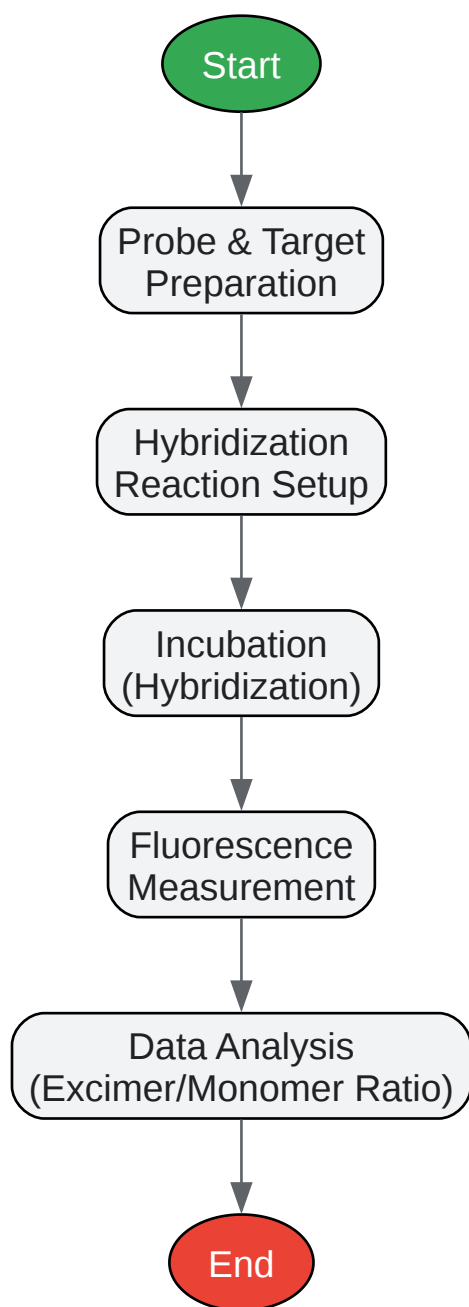 Start
Probe & Target
Preparation
Hybridization
Reaction Setup
Incubation
(Hybridization)
Fluorescence
Measurement
Data Analysis
(Excimer/Monomer Ratio)
End